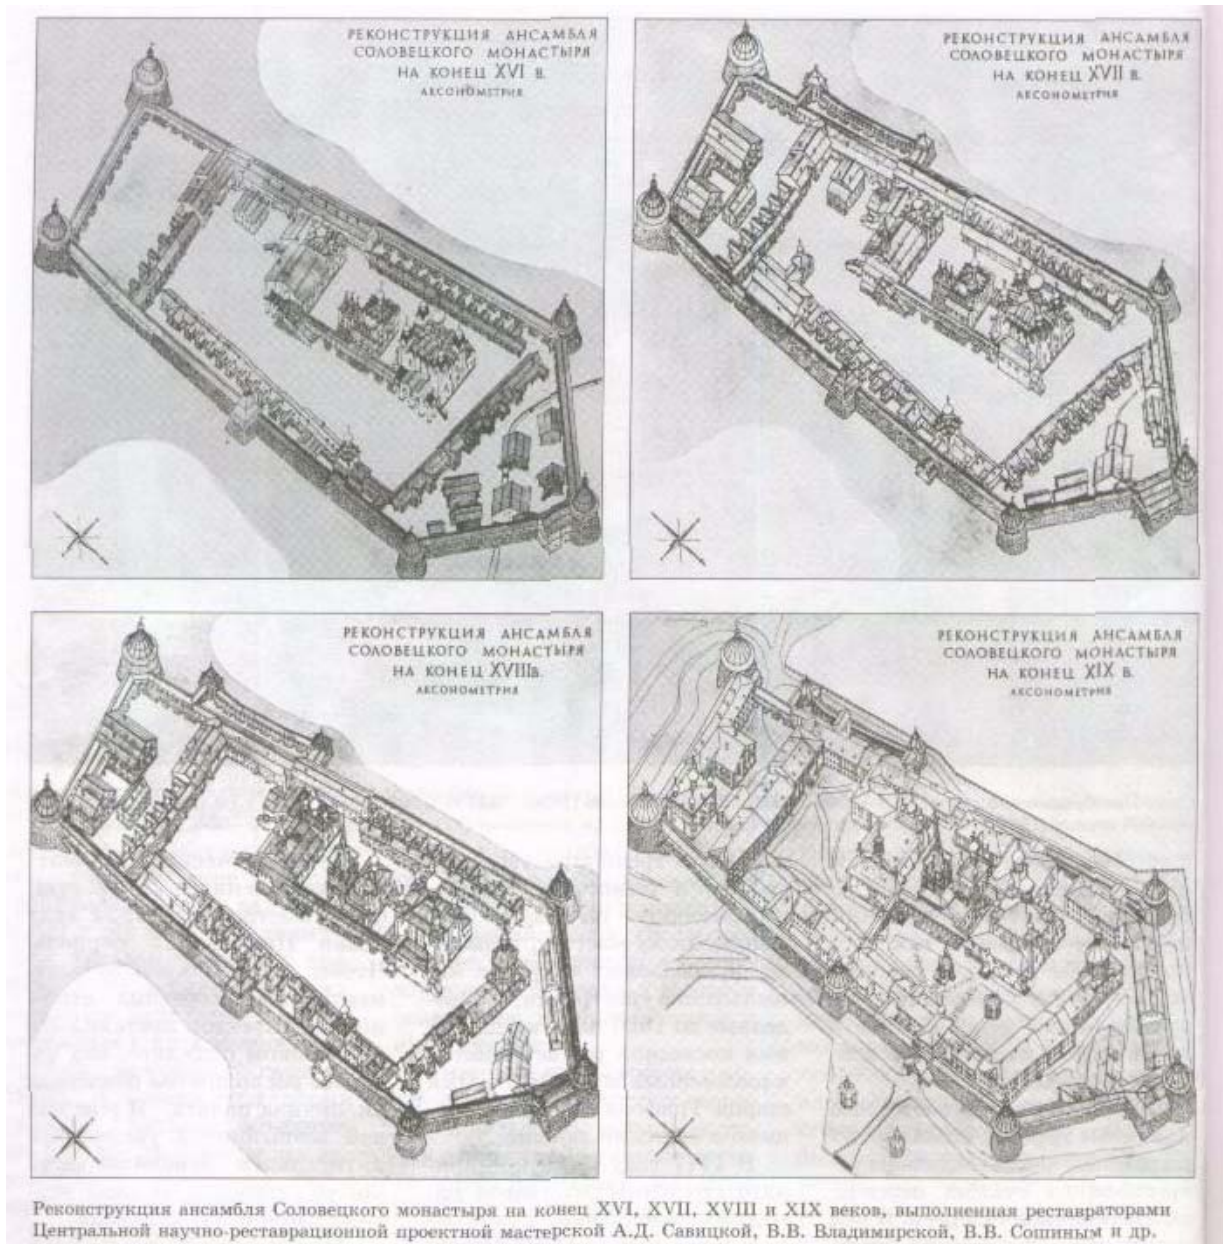 РЕКОНСТРУКЦИЯ АНСАМБЛЯ
СОЛОВЕЦКОГО МОНАСТЫРЯ
НА КОНЕЦ XVI В.
АКСОНОМЕТРИЯ
РЕКОНСТРУКЦИЯ АНСАМБЛЯ
СОЛОВЕЦКОГО МОНАСТЫРЯ
НА КОНЕЦ XVII В.
АКСОНОМЕТРИЯ
РЕКОНСТРУКЦИЯ АНСАМБЛЯ
СОЛОВЕЦКОГО МОНАСТЫРЯ
НА КОНЕЦ XVIII В.
АКСОНОМЕТРИЯ
РЕКОНСТРУКЦИЯ АНСАМБЛЯ
СОЛОВЕЦКОГО МОНАСТЫРЯ
НА КОНЕЦ XIX В.
АКСОНОМЕТРИЯ
Реконструкция ансамбля Соловецкого монастыря на конец XVI, XVII, XVIII и XIX веков, выполненная реставраторами
Центральной научно-реставрационной проектной мастерской А.Д. Савицкой, В.В. Владимирской, В.В. Сошиным и др.